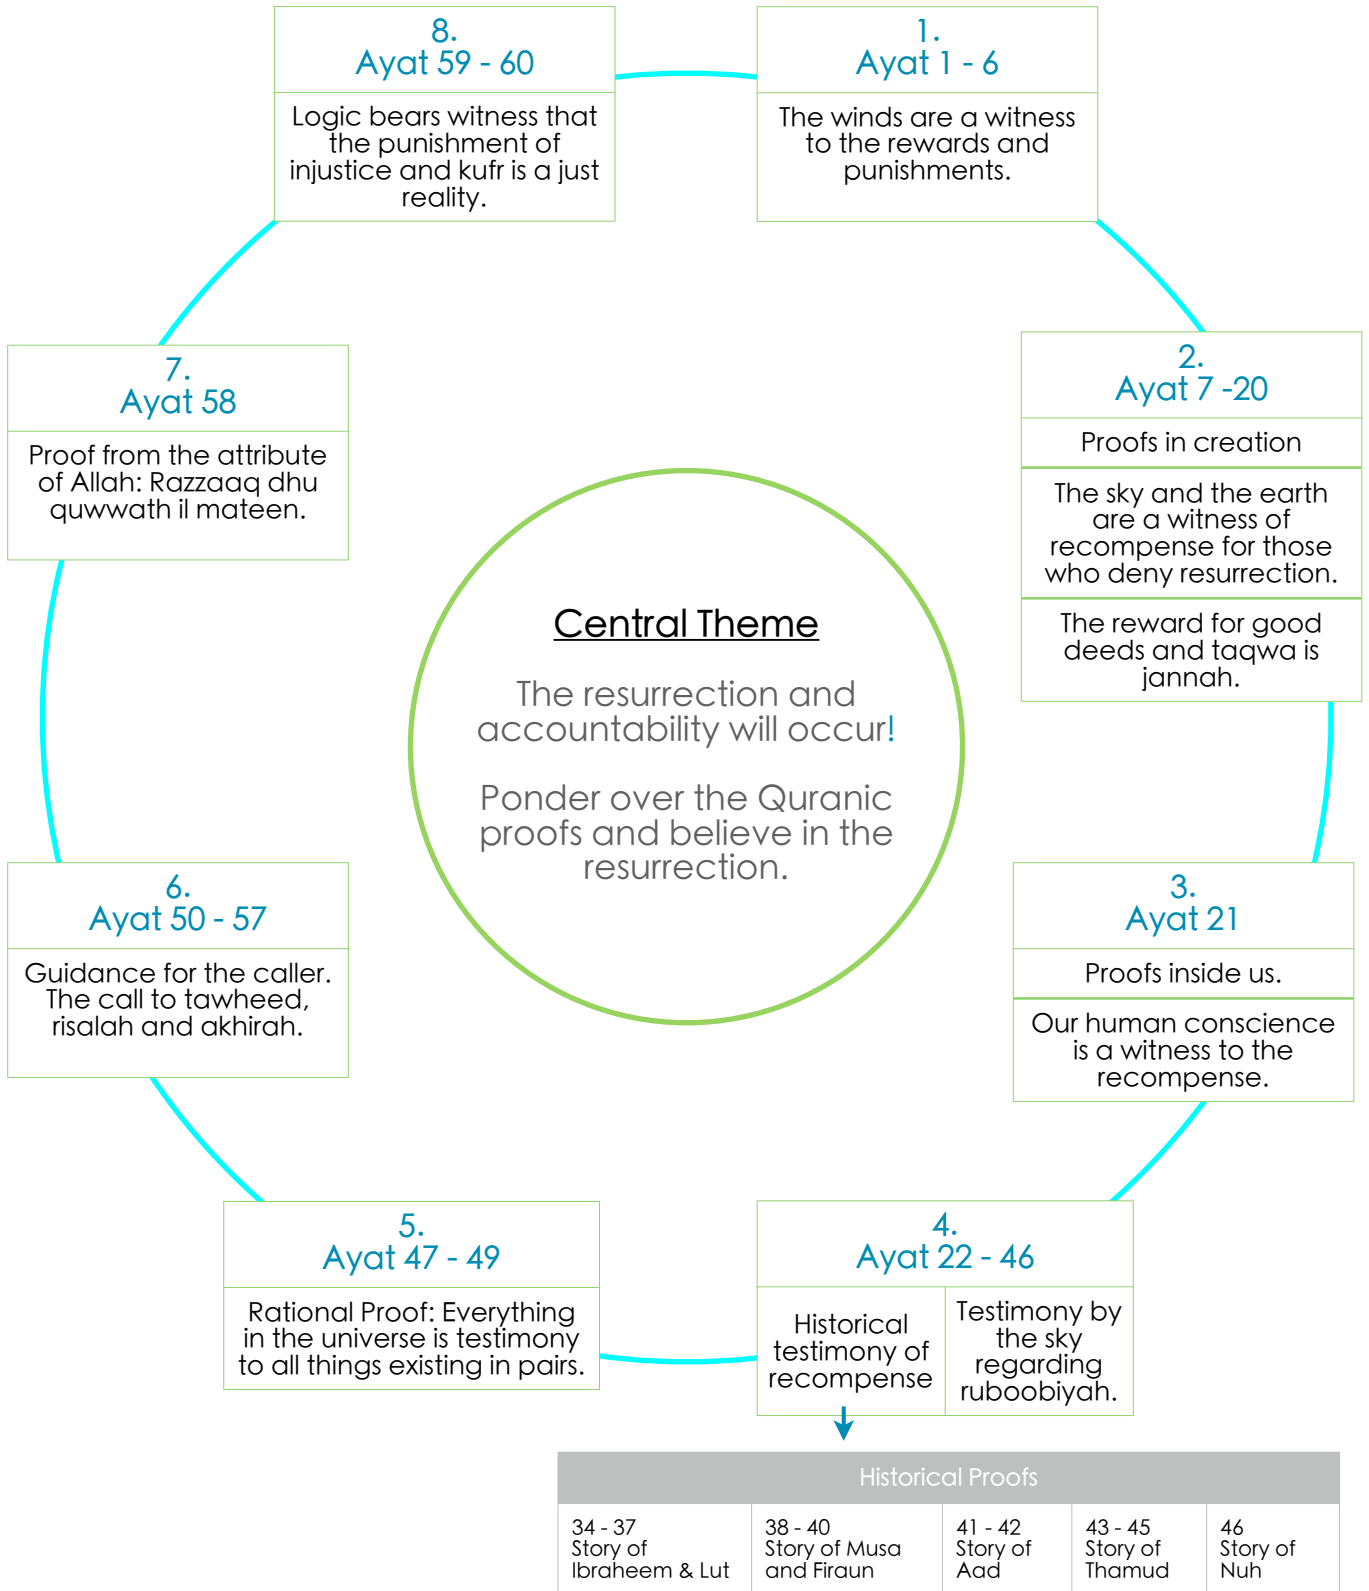 8.
Ayat 59 - 60
Logic bears witness that
the punishment of
injustice and kufr is a just
reality.
1.
Ayat 1 - 6
The winds are a witness
to the rewards and
punishments.
7.
Ayat 58
Proof from the attribute
of Allah: Razzaaq dhu
quwwath il mateen.
2.
Ayat 7 -20
Proofs in creation
The sky and the earth
are a witness of
recompense for those
who deny resurrection.
The reward for good
deeds and taqwa is
jannah.
Central Theme
The resurrection and
accountability will occur!
Ponder over the Quranic
proofs and believe in the
resurrection.
6.
Ayat 50 - 57
Guidance for the caller.
The call to tawheed,
risalah and akhirah.
3.
Ayat 21
Proofs inside us.
Our human conscience
is a witness to the
recompense.
5.
Ayat 47 - 49
Rational Proof: Everything
in the universe is testimony
to all things existing in pairs.
4.
Ayat 22 - 46
Historical
testimony of
recompense
Testimony by
the sky
regarding
ruboobiyah.
Historical Proofs
34 - 37
Story of
Ibraheem & Lut
38 - 40
Story of Musa
and Firaun
41 - 42
Story of
Aad
43 - 45
Story of
Thamud
46
Story of
Nuh